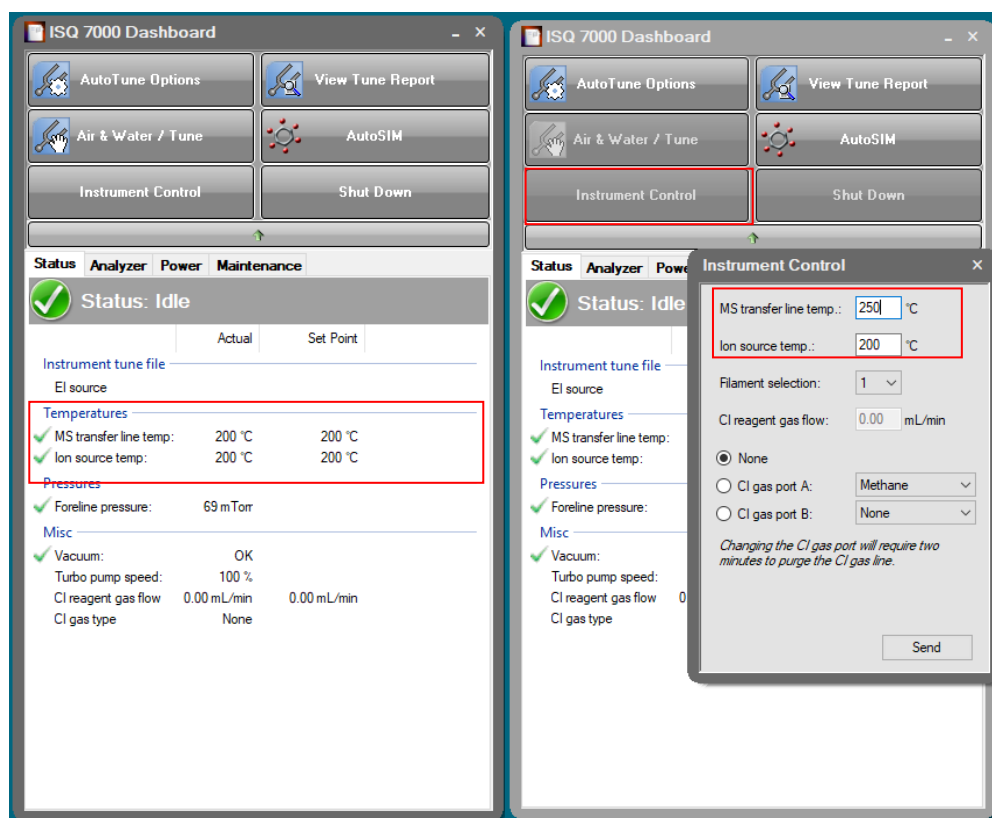 ISQ 7000 Dashboard
AutoTune Options
View Tune Report
Air & Water / Tune
AutoSIM
Instrument Control
Shut Down
Status Analyzer Power Maintenance
Status: Idle
Actual Set Point
Instrument tune file
EI source
Temperatures
MS transfer line temp: 200 °C 200 °C
Ion source temp: 200 °C 200 °C
Pressures
Foreline pressure: 69 mTorr
Misc
Vacuum: OK
Turbo pump speed: 100 %
CI reagent gas flow 0.00 mL/min 0.00 mL/min
CI gas type None
ISQ 7000 Dashboard
AutoTune Options
View Tune Report
Air & Water / Tune
AutoSIM
Instrument Control
Shut Down
Status Analyzer Powe
Status: Idle
Instrument tune file
EI source
Temperatures
MS transfer line temp:
Ion source temp:
Pressures
Foreline pressure:
Misc
Vacuum:
Turbo pump speed:
CI reagent gas flow 0
CI gas type
Instrument Control
MS transfer line temp.: 250 °C
Ion source temp.: 200 °C
Filament selection: 1
CI reagent gas flow: 0.00 mL/min
None
CI gas port A: Methane
CI gas port B: None
Changing the CI gas port will require two
minutes to purge the CI gas line.
Send